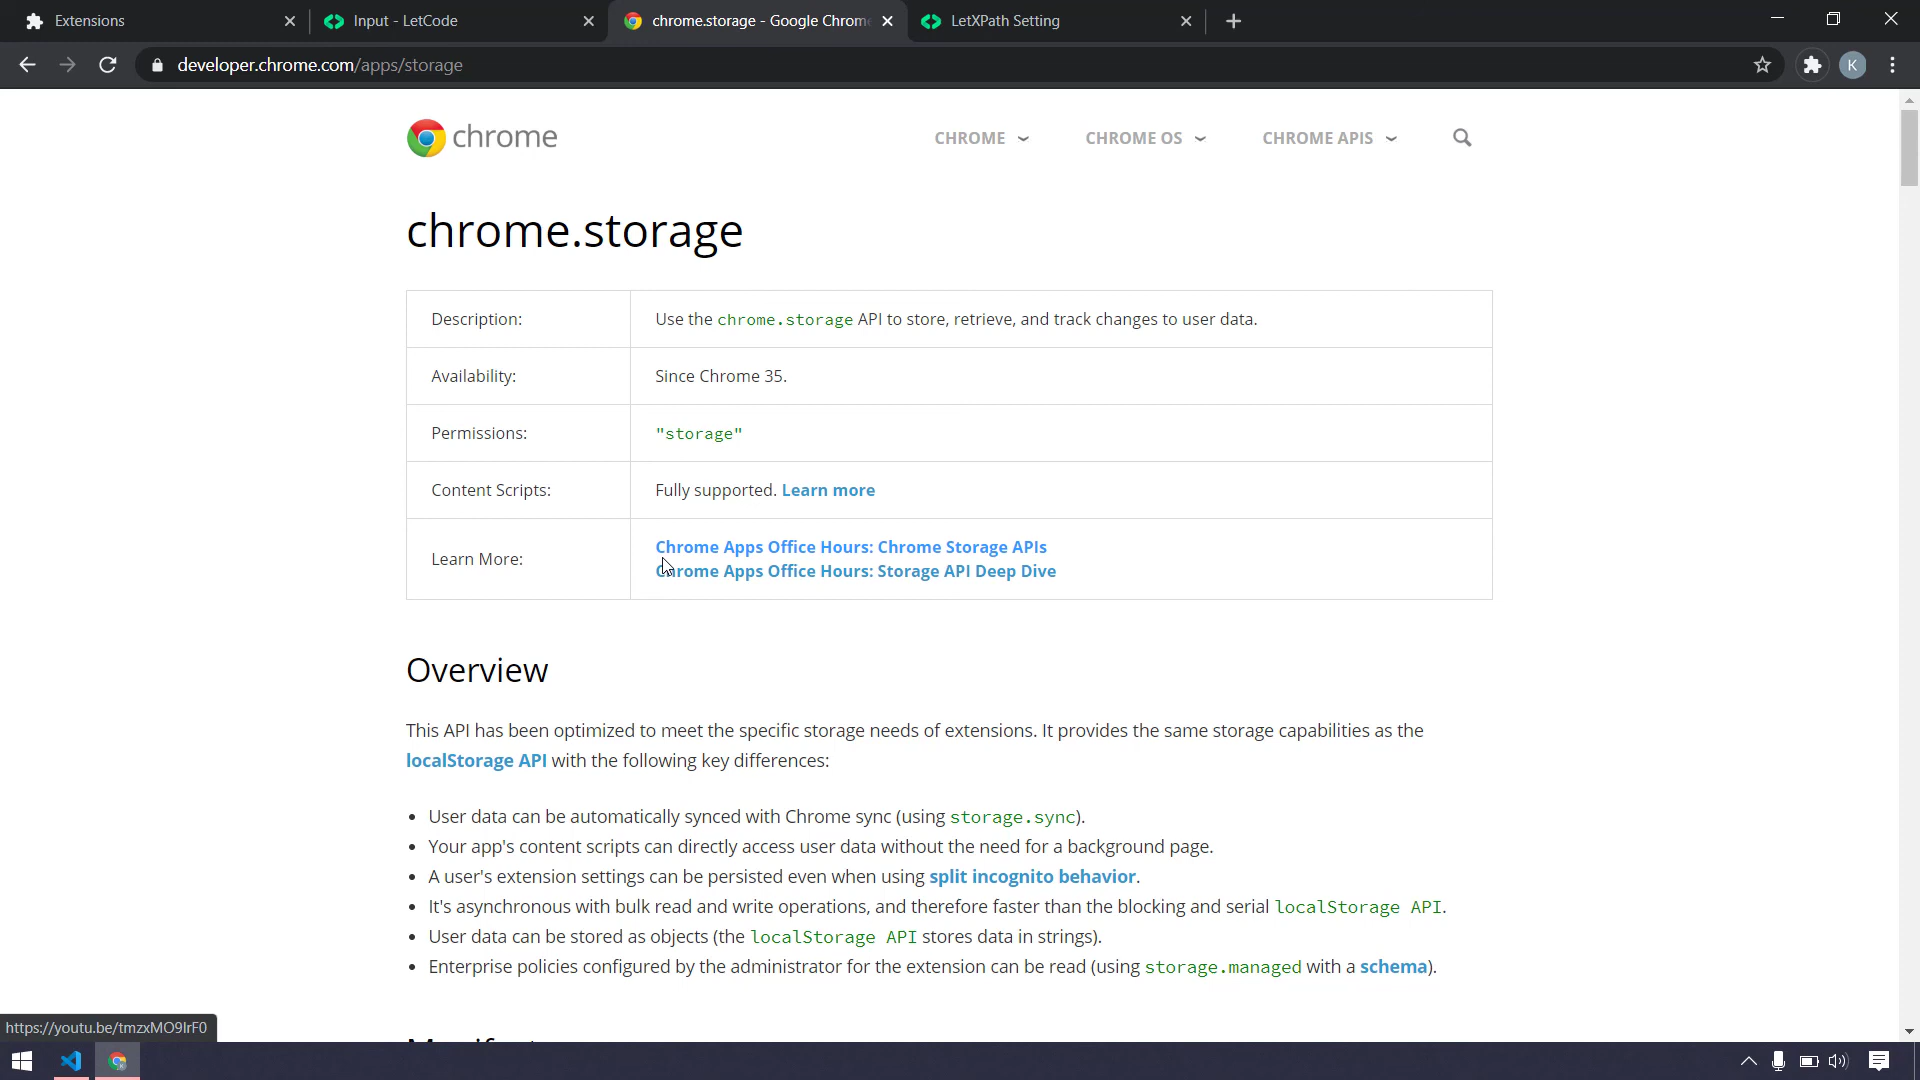 Extensions
Input - LetCode
chrome.storage - Google Chrome
LetXPath Setting
developer.chrome.com/apps/storage
K
chrome
CHROME
CHROME OS
CHROME APIS
chrome.storage
Description:
Use the chrome.storage API to store, retrieve, and track changes to user data.
Availability:
Since Chrome 35.
Permissions:
"storage"
Content Scripts:
Fully supported. Learn more
Learn More:
Chrome Apps Office Hours: Chrome Storage APIs
Chrome Apps Office Hours: Storage API Deep Dive
Overview
This API has been optimized to meet the specific storage needs of extensions. It provides the same storage capabilities as the
localStorage API with the following key differences:
• User data can be automatically synced with Chrome sync (using storage.sync).
• Your app's content scripts can directly access user data without the need for a background page.
• A user's extension settings can be persisted even when using split incognito behavior.
• It's asynchronous with bulk read and write operations, and therefore faster than the blocking and serial localStorage API.
• User data can be stored as objects (the localStorage API stores data in strings).
• Enterprise policies configured by the administrator for the extension can be read (using storage.managed with a schema).
https://youtu.be/tmzxMO9IrF0